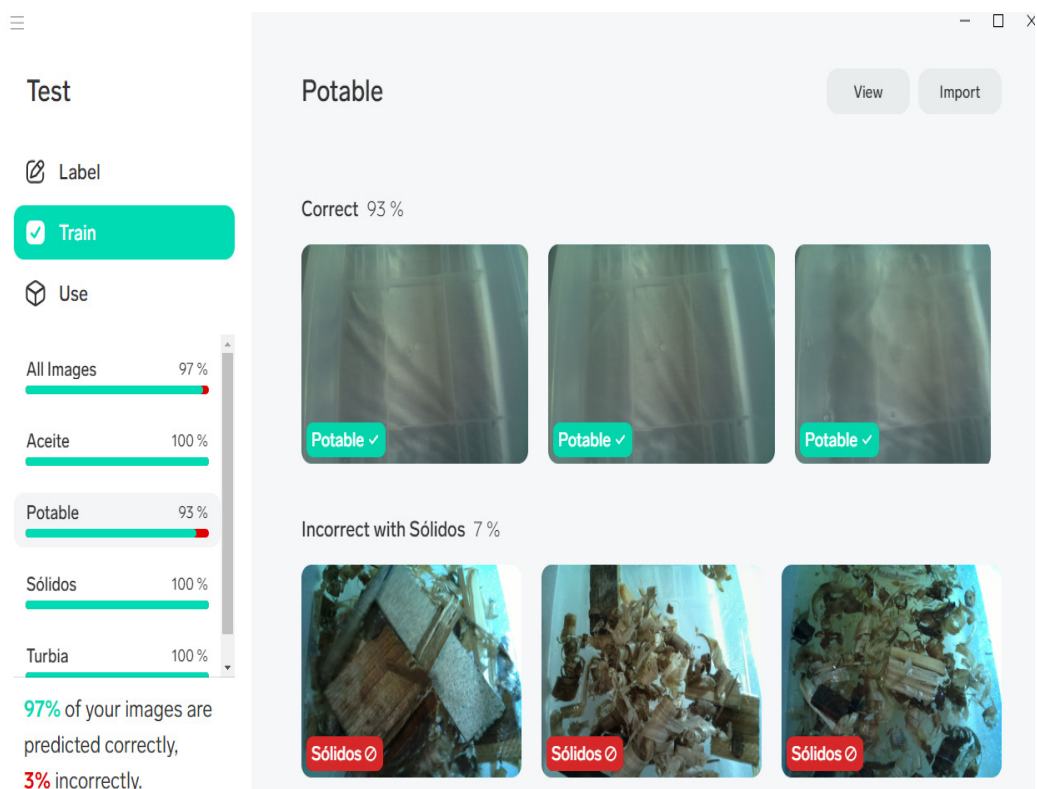 Test
Label
Train
Use
All Images 97 %
Aceite 100 %
Potable 93 %
Sólidos 100 %
Turbia 100 %
97% of your images are
predicted correctly,
3% incorrectly.
Potable
View
Import
Correct 93 %
Potable
Potable
Potable
Incorrect with Sólidos 7 %
Sólidos
Sólidos
Sólidos